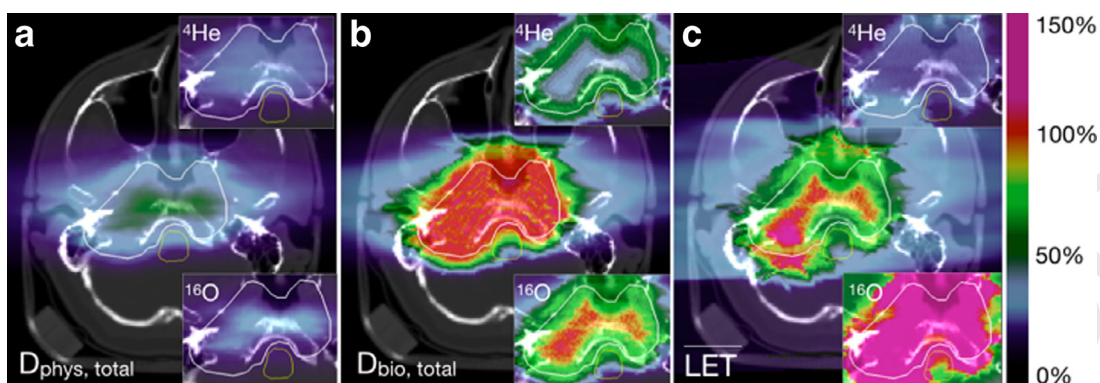 a
⁴He
¹⁶O
Dphys, total
b
⁴He
¹⁶O
Dbio, total
c
⁴He
¹⁶O
LET
150%
100%
50%
0%